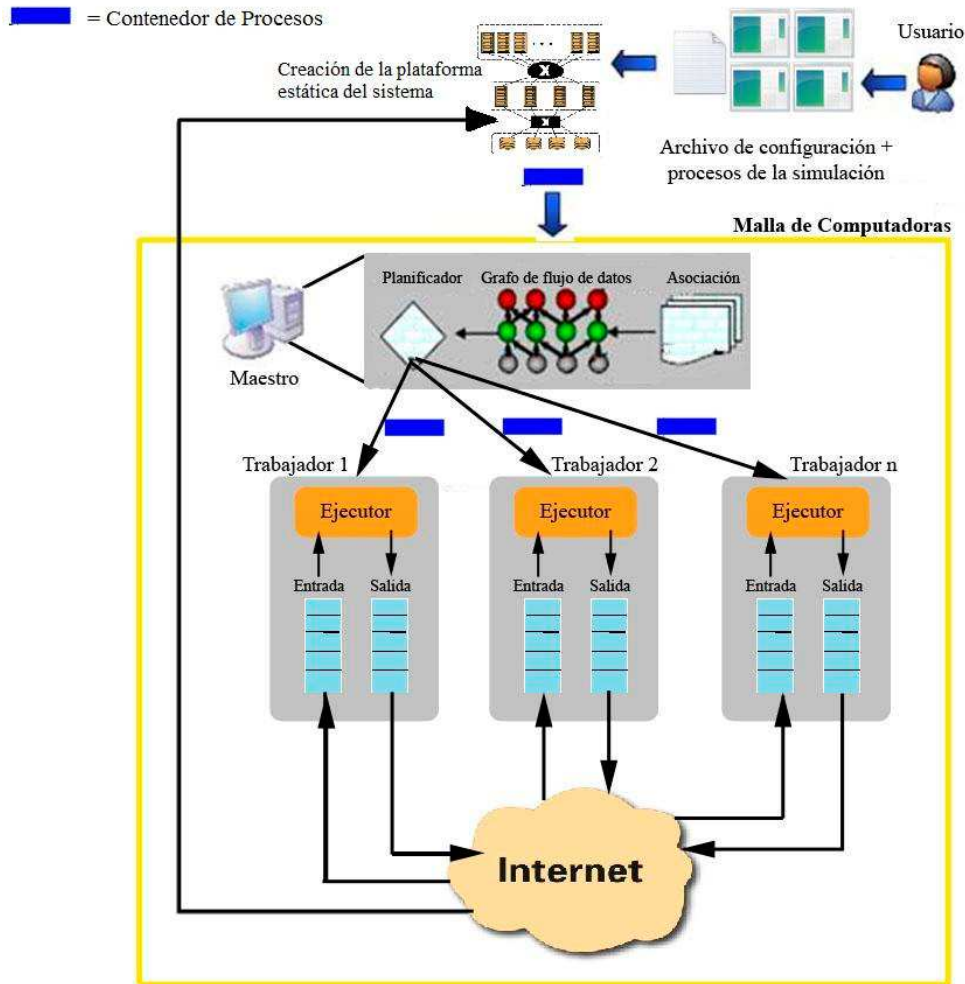 = Contenedor de Procesos
Usuario
Creación de la plataforma
estática del sistema
Archivo de configuración +
procesos de la simulación
Malla de Computadoras
Planificador
Grafo de flujo de datos
Asociación
Maestro
Trabajador 1
Trabajador 2
Trabajador n
Ejecutor
Ejecutor
Ejecutor
Entrada
Salida
Entrada
Salida
Entrada
Salida
Internet